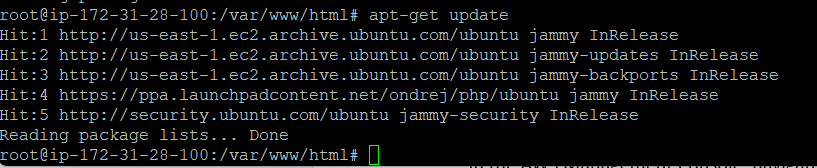 root@ip-172-31-28-100:/var/www/html# apt-get update
Hit:1 http://us-east-1.ec2.archive.ubuntu.com/ubuntu jammy InRelease
Hit:2 http://us-east-1.ec2.archive.ubuntu.com/ubuntu jammy-updates InRelease
Hit:3 http://us-east-1.ec2.archive.ubuntu.com/ubuntu jammy-backports InRelease
Hit:4 https://ppa.launchpadcontent.net/ondrej/php/ubuntu jammy InRelease
Hit:5 http://security.ubuntu.com/ubuntu jammy-security InRelease
Reading package lists... Done
root@ip-172-31-28-100:/var/www/html#